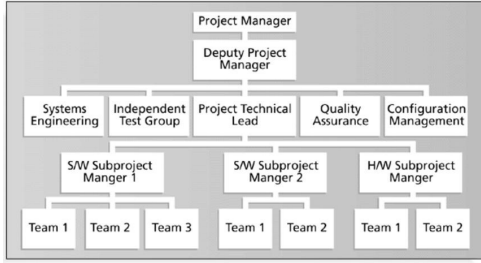 Project Manager
Deputy Project
Manager
Systems
Engineering
Independent
Test Group
Project Technical
Lead
Quality
Assurance
Configuration
Management
S/W Subproject
Manger 1
S/W Subproject
Manger 2
H/W Subproject
Manger
Team 1
Team 2
Team 3
Team 1
Team 2
Team 1
Team 2